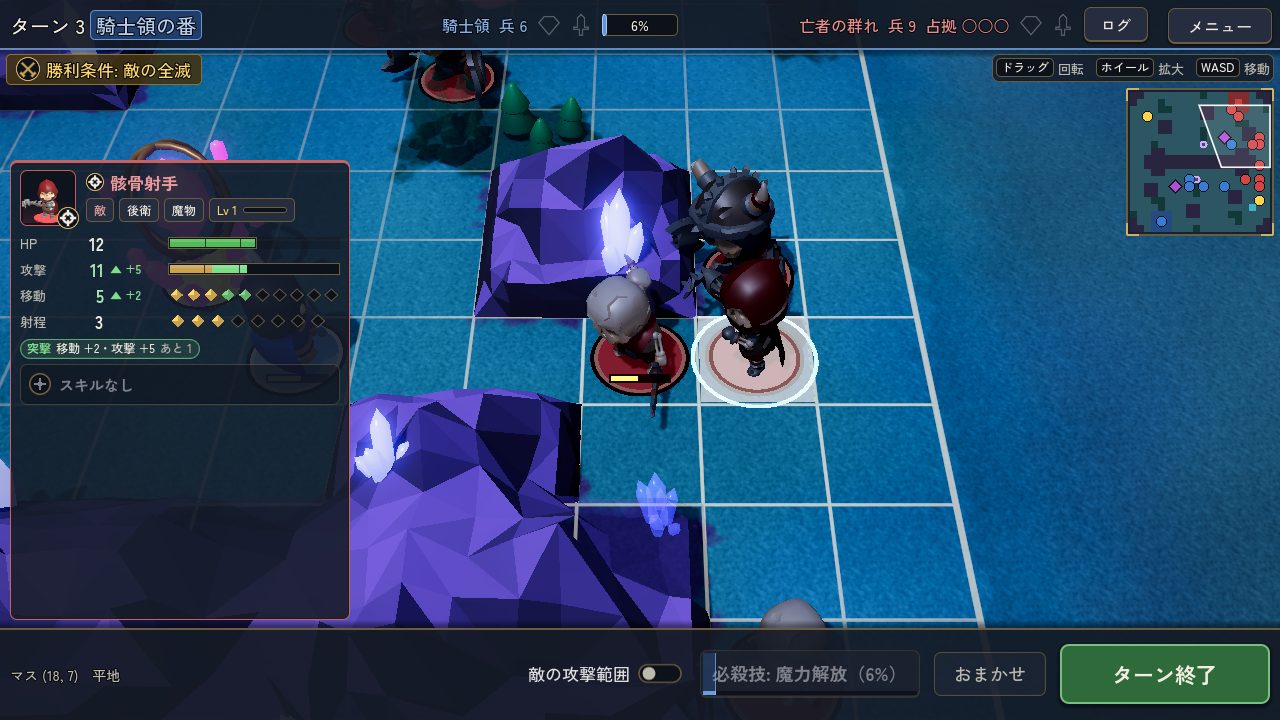 ターン 3 騎士領の番
騎士領 兵 6 6%
亡者の群れ 兵 9 占拠 〇〇〇
ログ メニュー
勝利条件: 敵の全滅
ドラッグ 回転 ホイール 拡大 WASD 移動
骸骨射手
敵 後衛 魔物 Lv 1
HP 12
攻撃 11 ▲ +5
移動 5 ▲ +2
射程 3
突撃 移動 +2・攻撃 +5 あと 1
スキルなし
マス (18, 7) 平地
敵の攻撃範囲
必殺技: 魔力解放（6%）
おまかせ
ターン終了